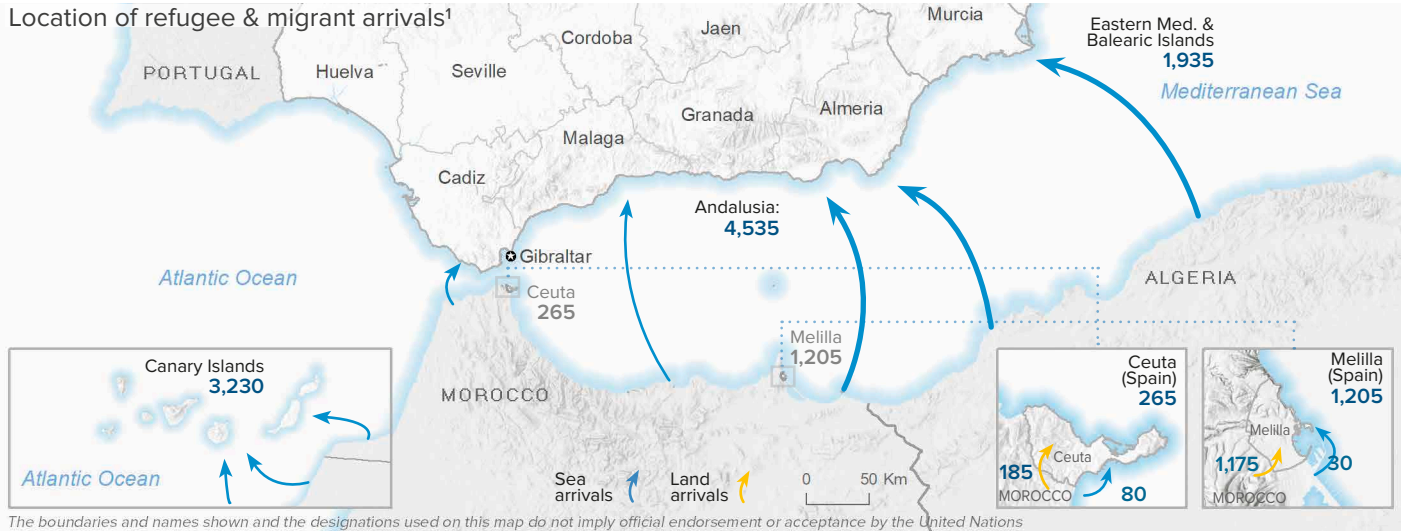 Location of refugee & migrant arrivals¹
PORTUGAL
Huelva
Seville
Cordoba
Jaen
Murcia
Granada
Almeria
Malaga
Cadiz
Eastern Med. &
Balearic Islands
1,935
Mediterranean Sea
Andalusia:
4,535
Gibraltar
Atlantic Ocean
Ceuta
265
ALGERIA
Melilla
1,205
MOROCCO
Canary Islands
3,230
Atlantic Ocean
Sea
arrivals
Land
arrivals
0 50 Km
Ceuta
(Spain)
265
Ceuta
185
MOROCCO
80
Melilla
(Spain)
1,205
Melilla
1,175
30
MOROCCO
The boundaries and names shown and the designations used on this map do not imply official endorsement or acceptance by the United Nations